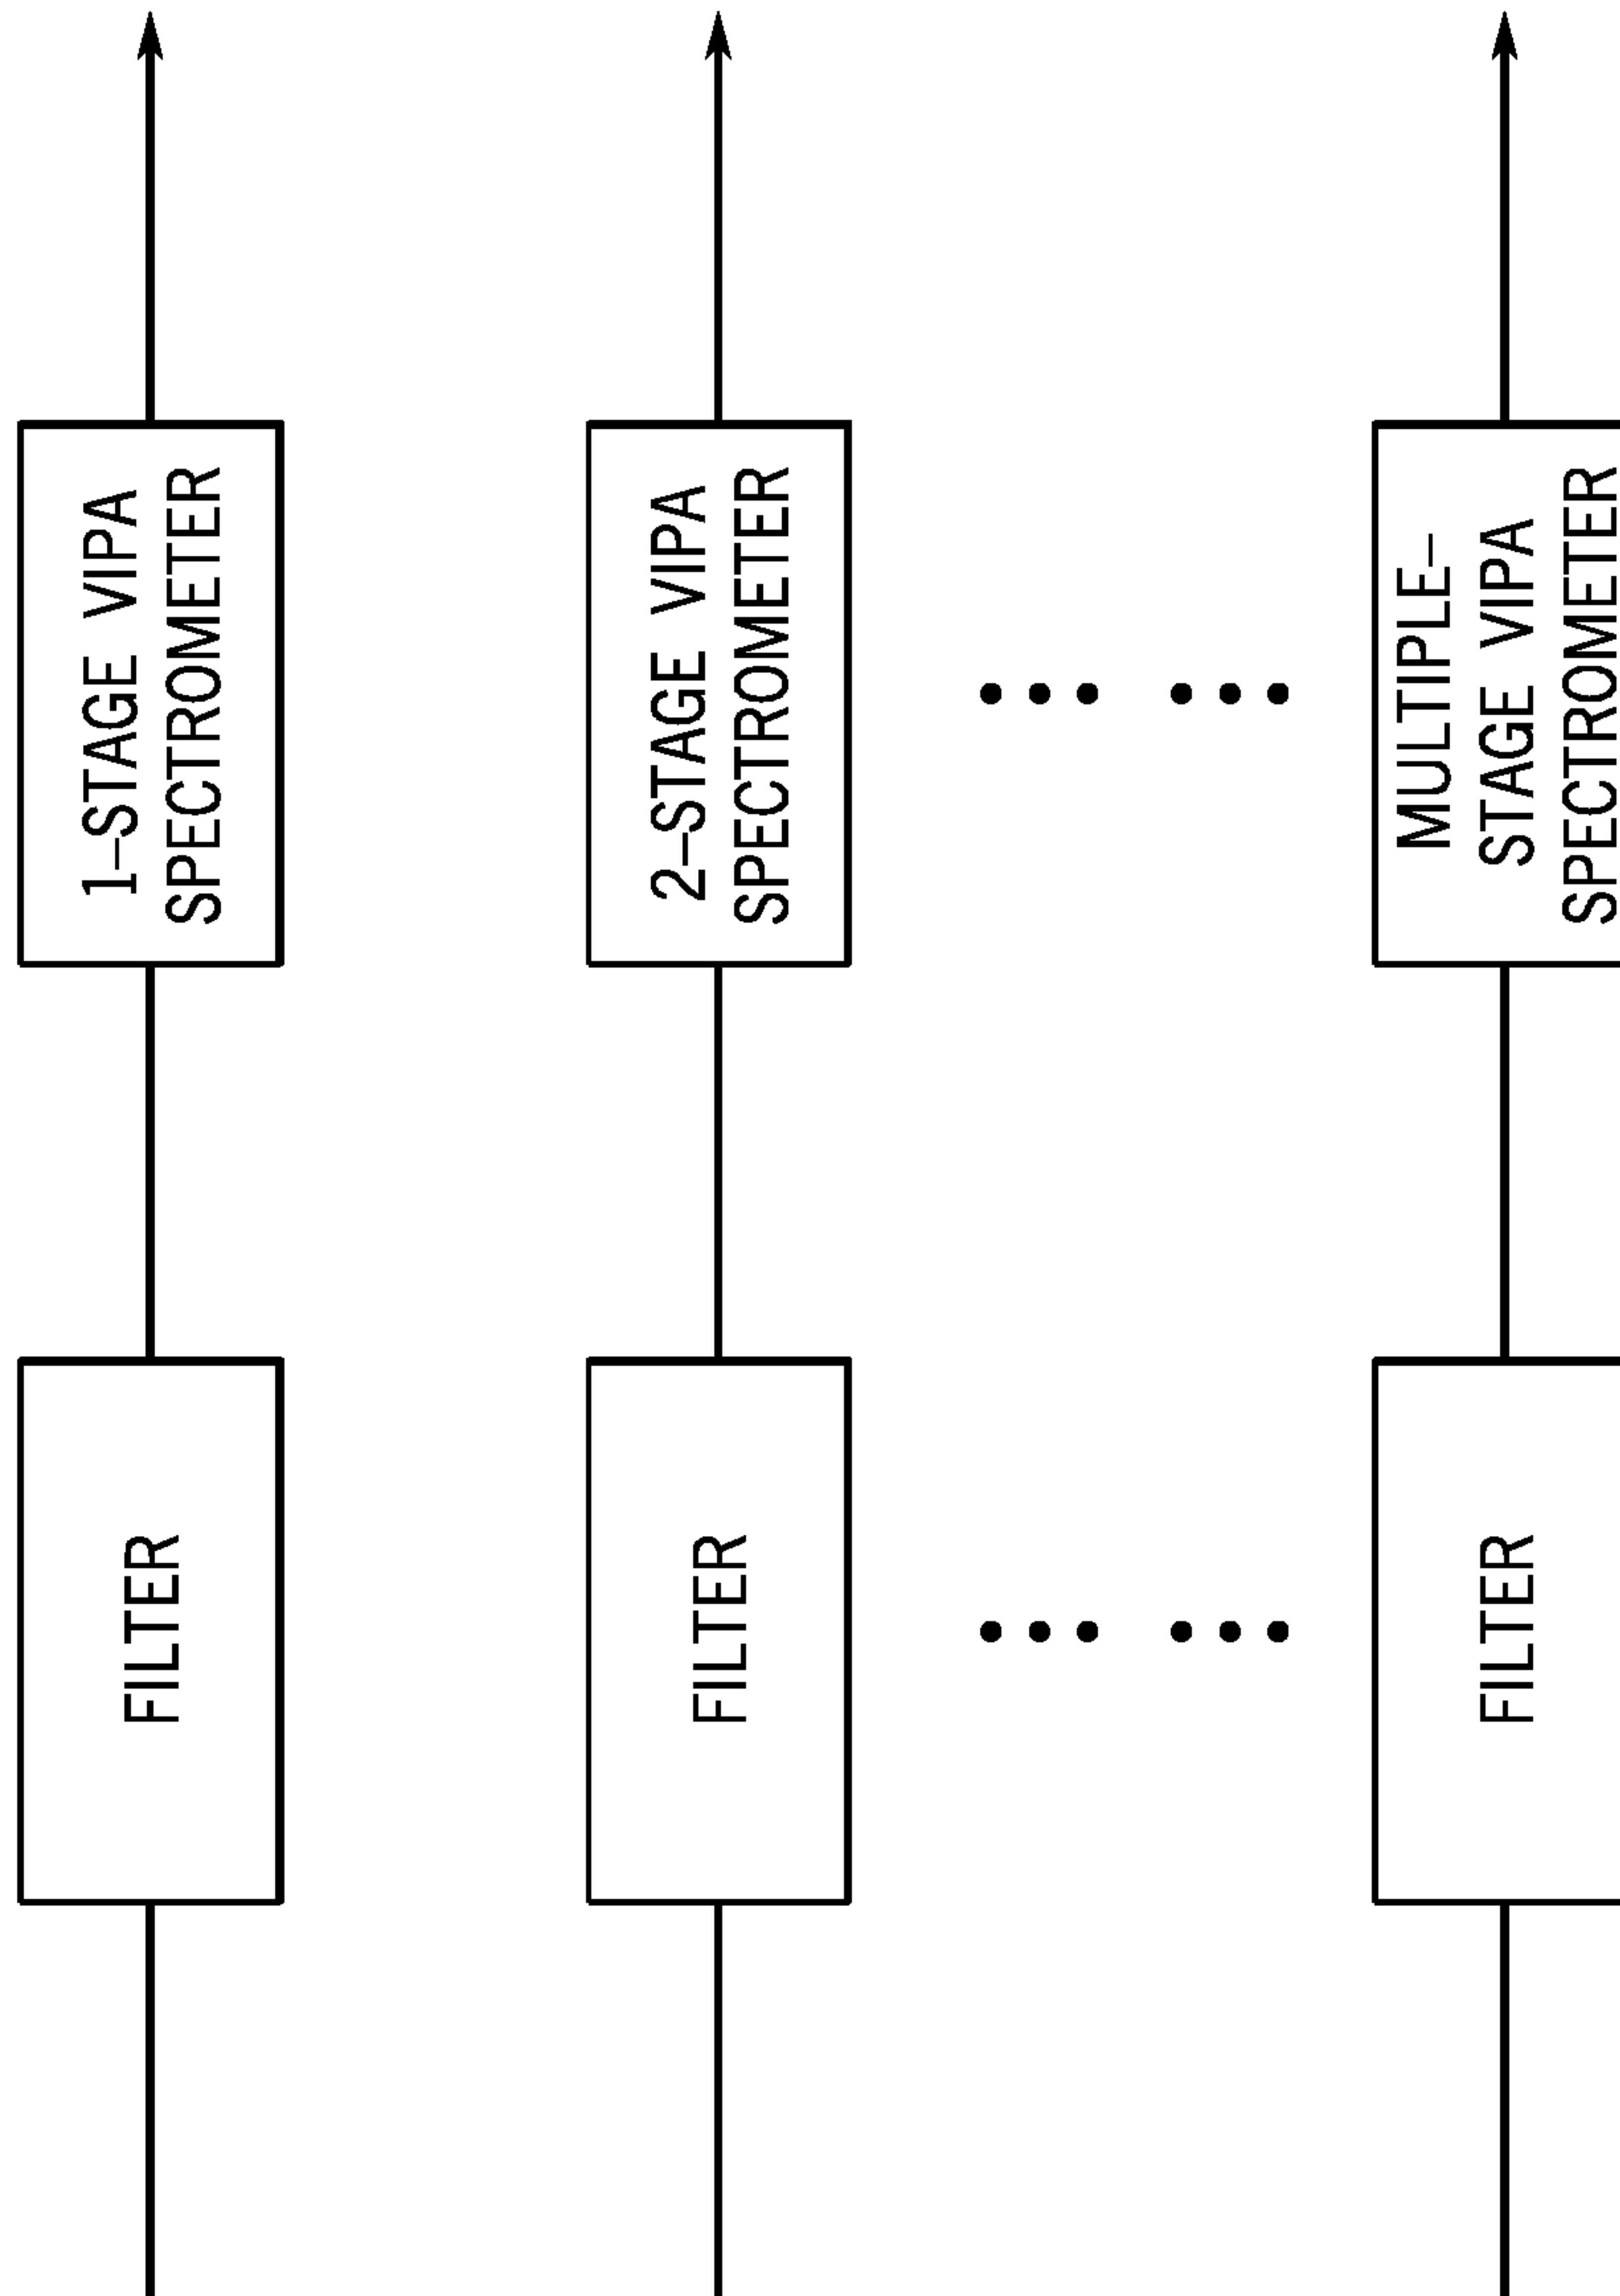 1–STAGE VIPA
SPECTROMETER
2–STAGE VIPA
SPECTROMETER
MULTIPLE–
STAGE VIPA
SPECTROMETER
FILTER
FILTER
FILTER